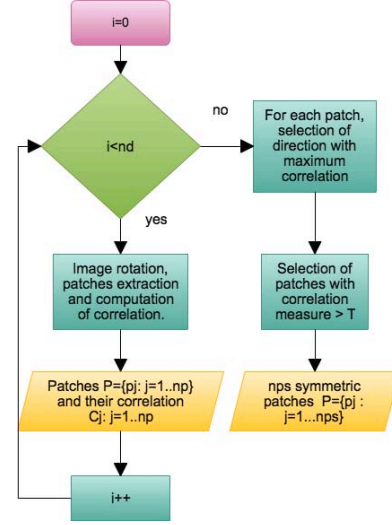 i=0
i<nd
no
yes
For each patch,
selection of
direction with
maximum
correlation
Image rotation,
patches extraction
and computation
of correlation.
Selection of
patches with
correlation
measure > T
Patches P={pj: j=1..np}
and their correlation
Cj: j=1..np
nps symmetric
patches P={pj :
j=1...nps}
i++